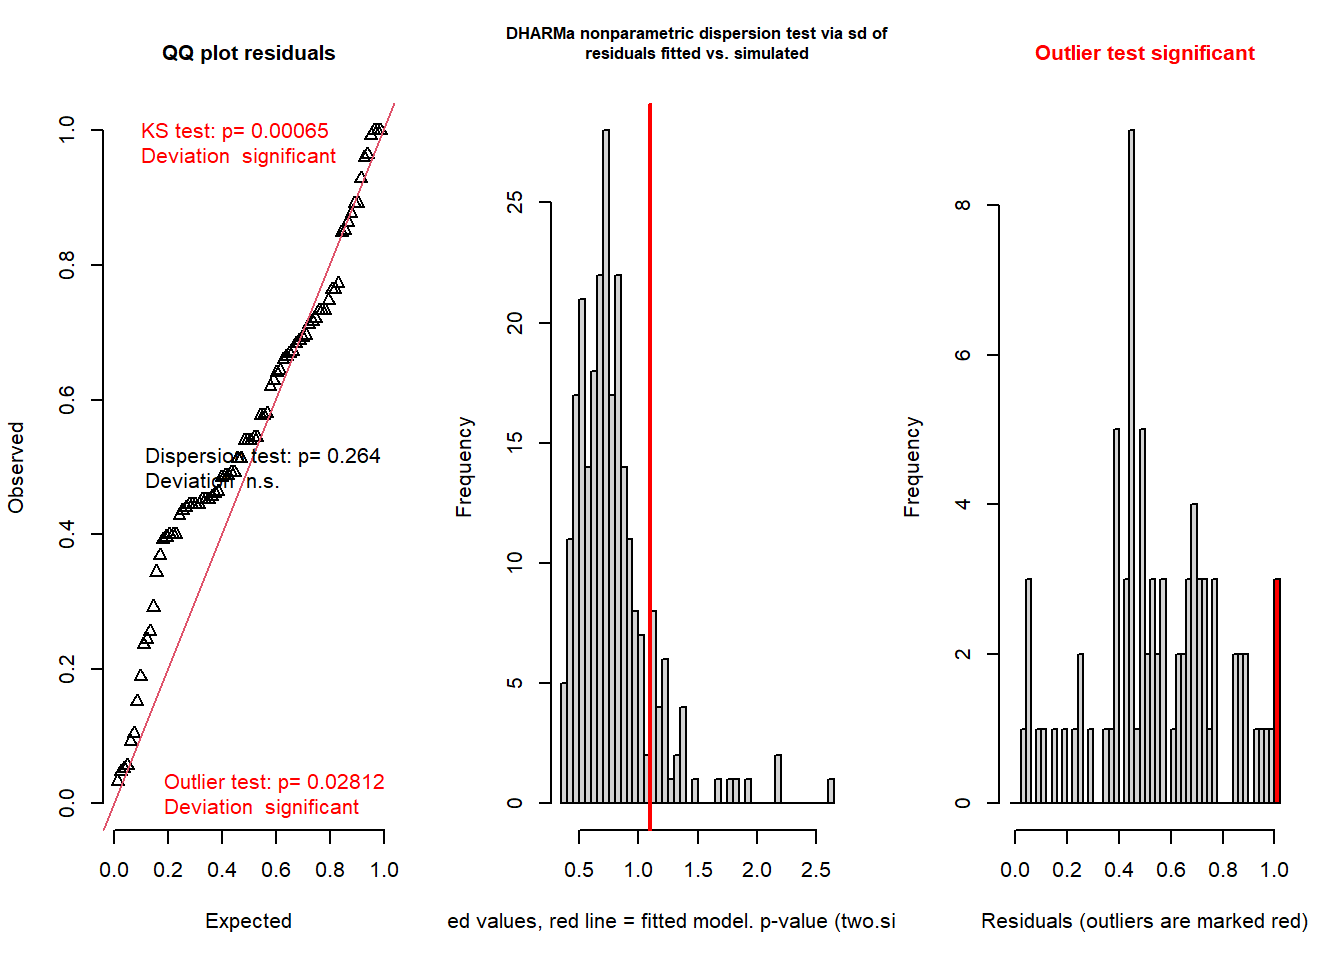 QQ plot residuals
KS test: p= 0.00065
Deviation  significant
Dispersion test: p= 0.264
Deviation  n.s.
Outlier test: p= 0.02812
Deviation  significant
Observed
0.0 0.2 0.4 0.6 0.8 1.0
0.0 0.2 0.4 0.6 0.8 1.0
Expected
DHARMa nonparametric dispersion test via sd of
residuals fitted vs. simulated
Frequency
0 5 10 15 20 25
0.5 1.0 1.5 2.0 2.5
ed values, red line = fitted model. p-value (two.si
Outlier test significant
Frequency
0 2 4 6 8
0.0 0.2 0.4 0.6 0.8 1.0
Residuals (outliers are marked red)